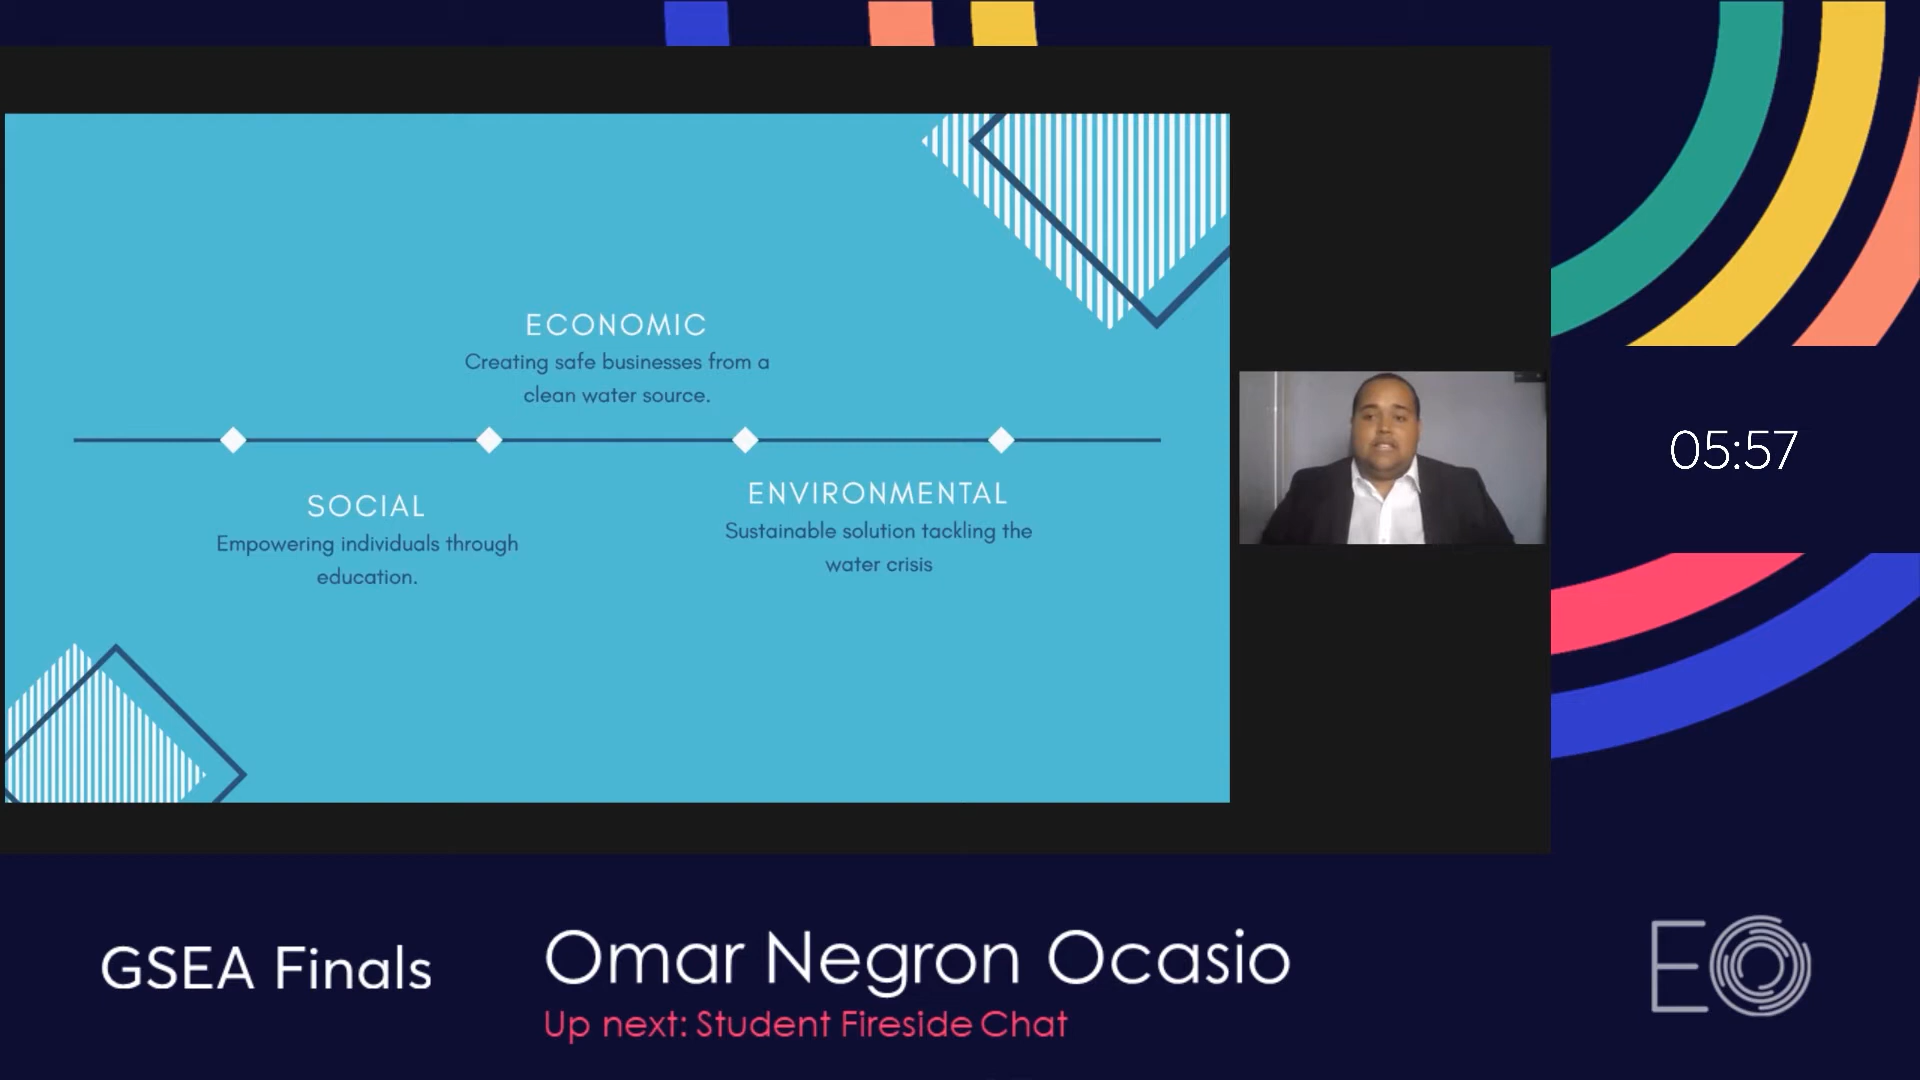 ECONOMIC
Creating safe businesses from a
clean water source.
SOCIAL
Empowering individuals through
education.
ENVIRONMENTAL
Sustainable solution tackling the
water crisis
05:57
GSEA Finals
Omar Negron Ocasio
Up next: Student Fireside Chat
EO